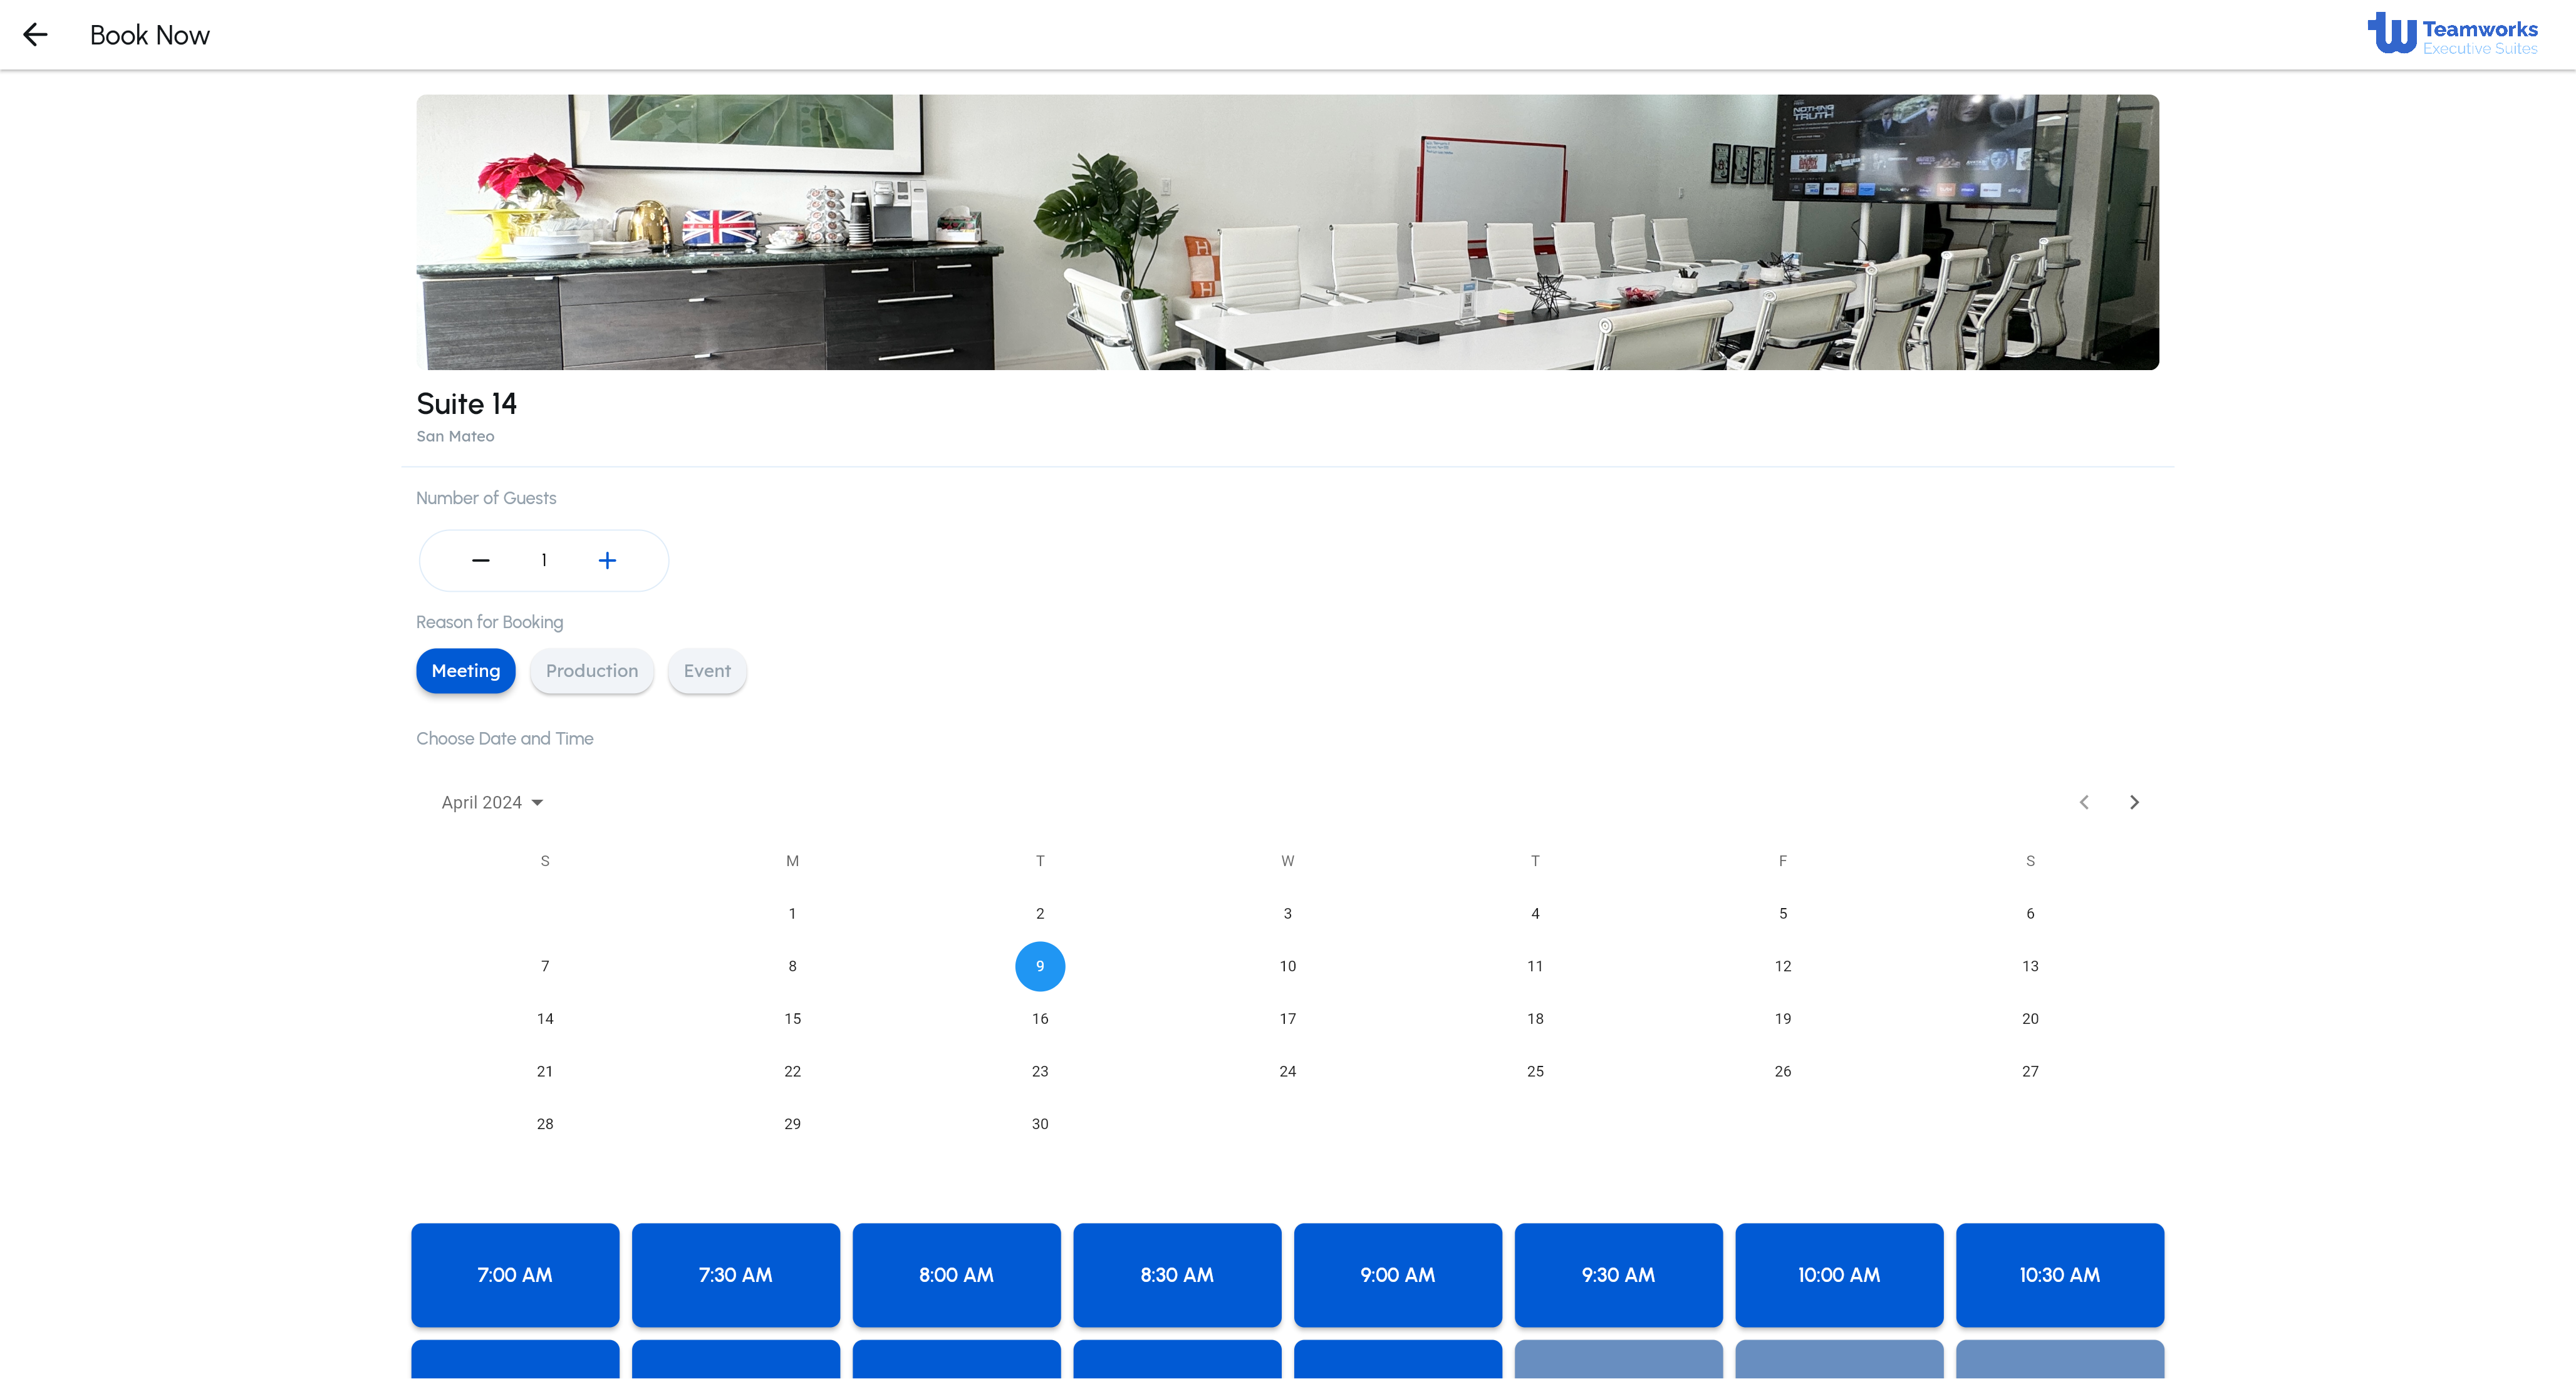 Book Now
Teamworks
Executive Suites
NOTHING
TRUTH
H
H
Suite 14
San Mateo
Number of Guests
1
Reason for Booking
Meeting Production Event
Choose Date and Time
April 2024
S M T W T F S
1 2 3 4 5 6
7 8 9 10 11 12 13
14 15 16 17 18 19 20
21 22 23 24 25 26 27
28 29 30
7:00 AM 7:30 AM 8:00 AM 8:30 AM 9:00 AM 9:30 AM 10:00 AM 10:30 AM